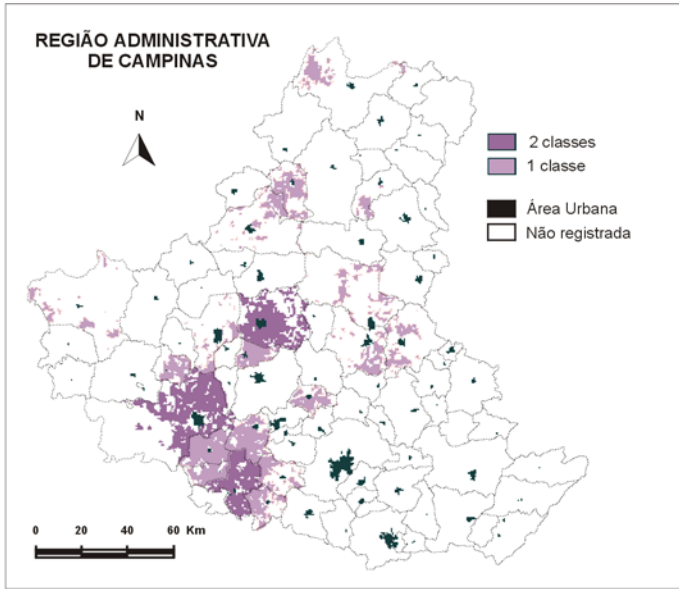 REGIÃO ADMINISTRATIVA
DE CAMPINAS
N
2 classes
1 classe
Área Urbana
Não registrada
0 20 40 60 Km